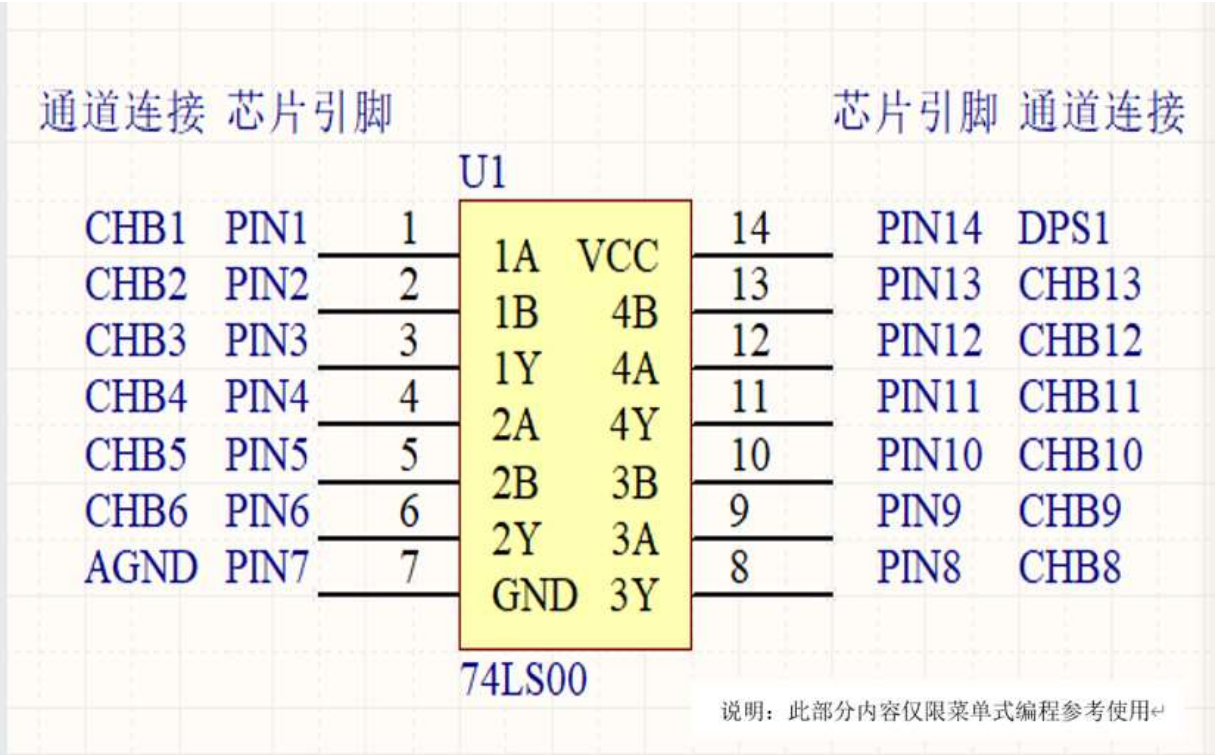 通道连接 芯片引脚 芯片引脚 通道连接
U1
CHB1 PIN1 1 1A VCC 14 PIN14 DPS1
CHB2 PIN2 2 1B 4B 13 PIN13 CHB13
CHB3 PIN3 3 1Y 4A 12 PIN12 CHB12
CHB4 PIN4 4 2A 4Y 11 PIN11 CHB11
CHB5 PIN5 5 2B 3B 10 PIN10 CHB10
CHB6 PIN6 6 2Y 3A 9 PIN9 CHB9
AGND PIN7 7 GND 3Y 8 PIN8 CHB8
74LS00
说明：此部分内容仅限菜单式编程参考使用↵